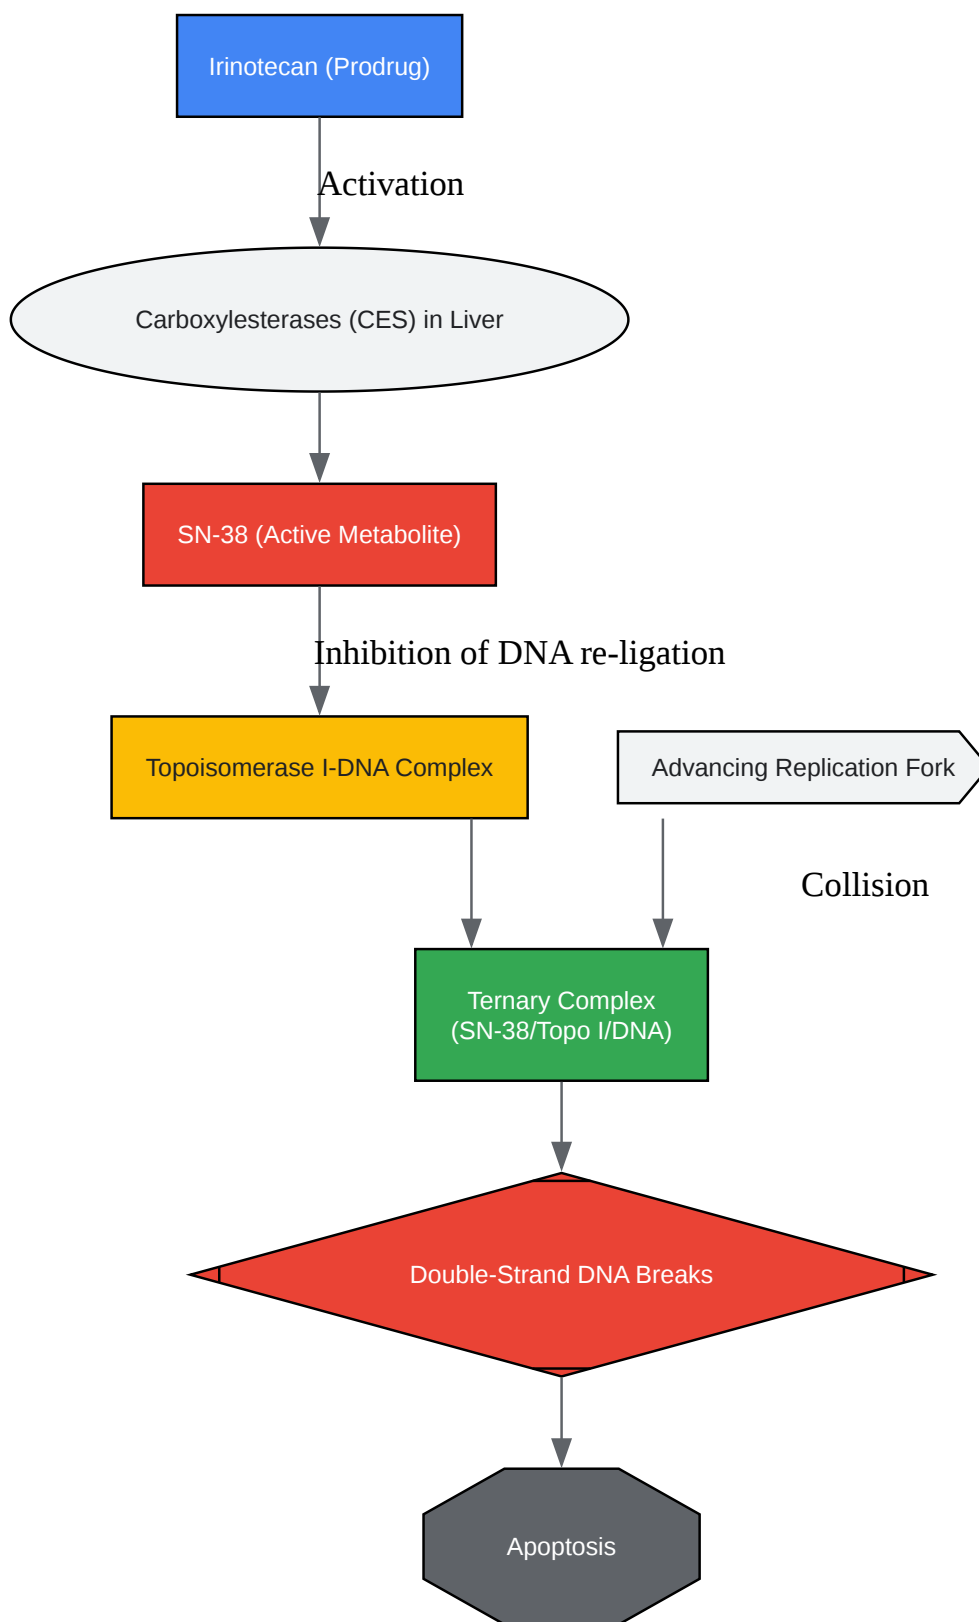 Irinotecan (Prodrug)
Activation
Carboxylesterases (CES) in Liver
SN-38 (Active Metabolite)
Inhibition of DNA re-ligation
Topoisomerase I-DNA Complex
Advancing Replication Fork
Collision
Ternary Complex
(SN-38/Topo I/DNA)
Double-Strand DNA Breaks
Apoptosis